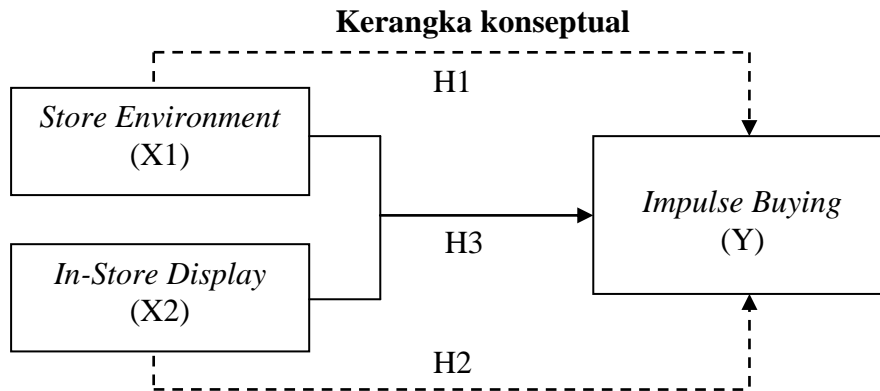 Kerangka konseptual
H1
Store Environment
(X1)
Impulse Buying
(Y)
H3
In-Store Display
(X2)
H2